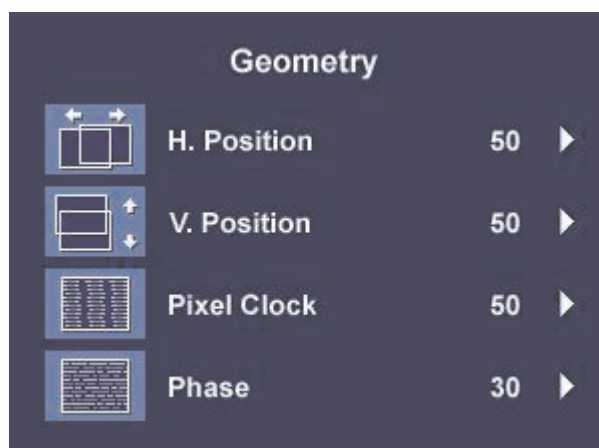 Geometry
H. Position 50
V. Position 50
Pixel Clock 50
Phase 30